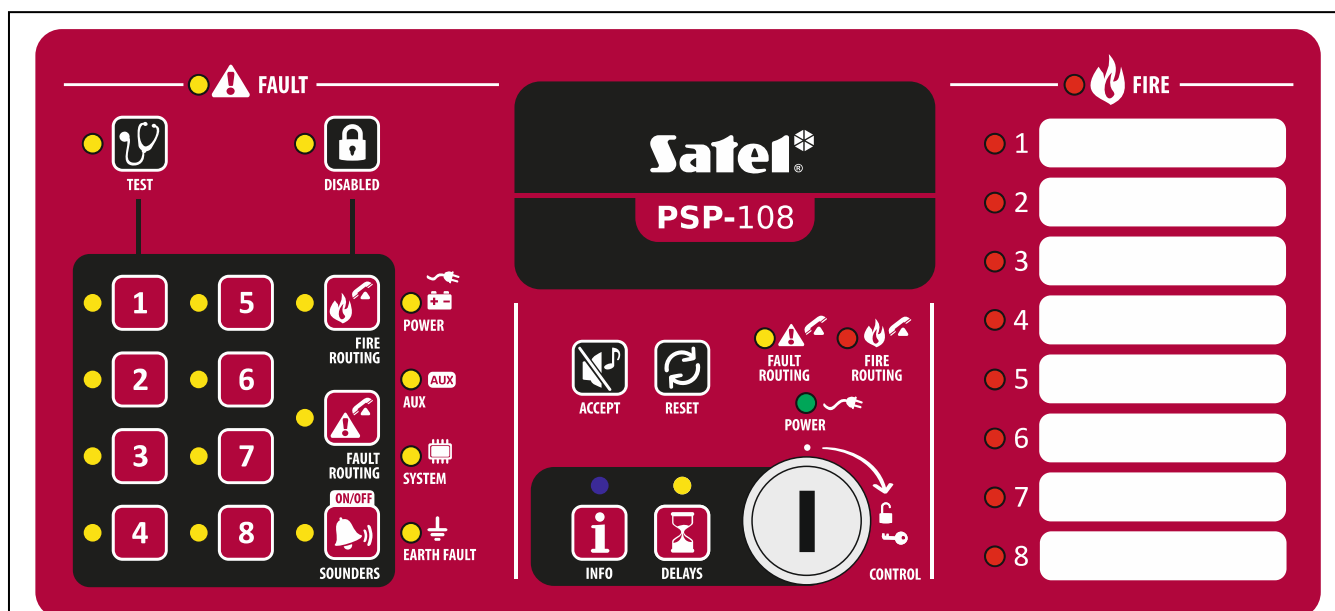 FAULT
TEST
DISABLED
1
5
FIRE
ROUTING
POWER
2
6
AUX
AUX
3
7
FAULT
ROUTING
SYSTEM
4
8
ON/OFF
SOUNDERS
EARTH FAULT
Satel®
PSP-108
ACCEPT
RESET
FAULT
ROUTING
FIRE
ROUTING
POWER
INFO
DELAYS
CONTROL
FIRE
1
2
3
4
5
6
7
8